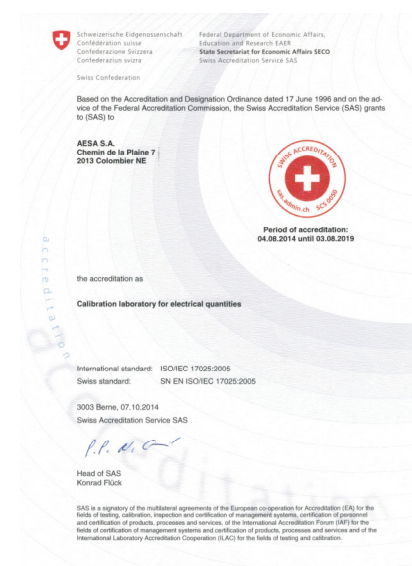 Schweizerische Eidgenossenschaft
Confédération suisse
Confederazione Svizzera
Confederaziun svizra
Swiss Confederation
Federal Department of Economic Affairs,
Education and Research EAER
State Secretariat for Economic Affairs SECO
Swiss Accreditation Service SAS
Based on the Accreditation and Designation Ordinance dated 17 June 1996 and on the ad-
vice of the Federal Accreditation Commission, the Swiss Accreditation Service (SAS) grants
to (SAS) to
AESA S.A.
Chemin de la Plaine 7
2013 Colombier NE
SWISS ACCREDITATION
sas.admin.ch SCS 0050
Period of accreditation:
04.08.2014 until 03.08.2019
the accreditation as
Calibration laboratory for electrical quantities
International standard: ISO/IEC 17025:2005
Swiss standard: SN EN ISO/IEC 17025:2005
3003 Berne, 07.10.2014
Swiss Accreditation Service SAS
Head of SAS
Konrad Flück
SAS is a signatory of the multilateral agreements of the European co-operation for Accreditation (EA) for the
fields of testing, calibration, inspection and certification of management systems, certification of personnel
and certification of products, processes and services, of the International Accreditation Forum (IAF) for the
fields of certification of management systems and certification of products, processes and services and of the
International Laboratory Accreditation Cooperation (ILAC) for the fields of testing and calibration.
accreditation
accreditation